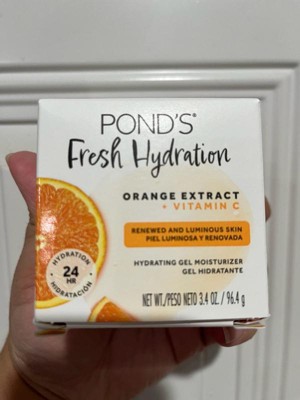 POND'S®
Fresh Hydration
ORANGE EXTRACT
+ VITAMIN C
RENEWED AND LUMINOUS SKIN
PIEL LUMINOSA Y RENOVADA
HYDRATING GEL MOISTURIZER
GEL HIDRATANTE
HYDRATION
24
HR
HIDRATACIÓN
NET WT./PESO NETO 3.4 OZ. / 96.4 g